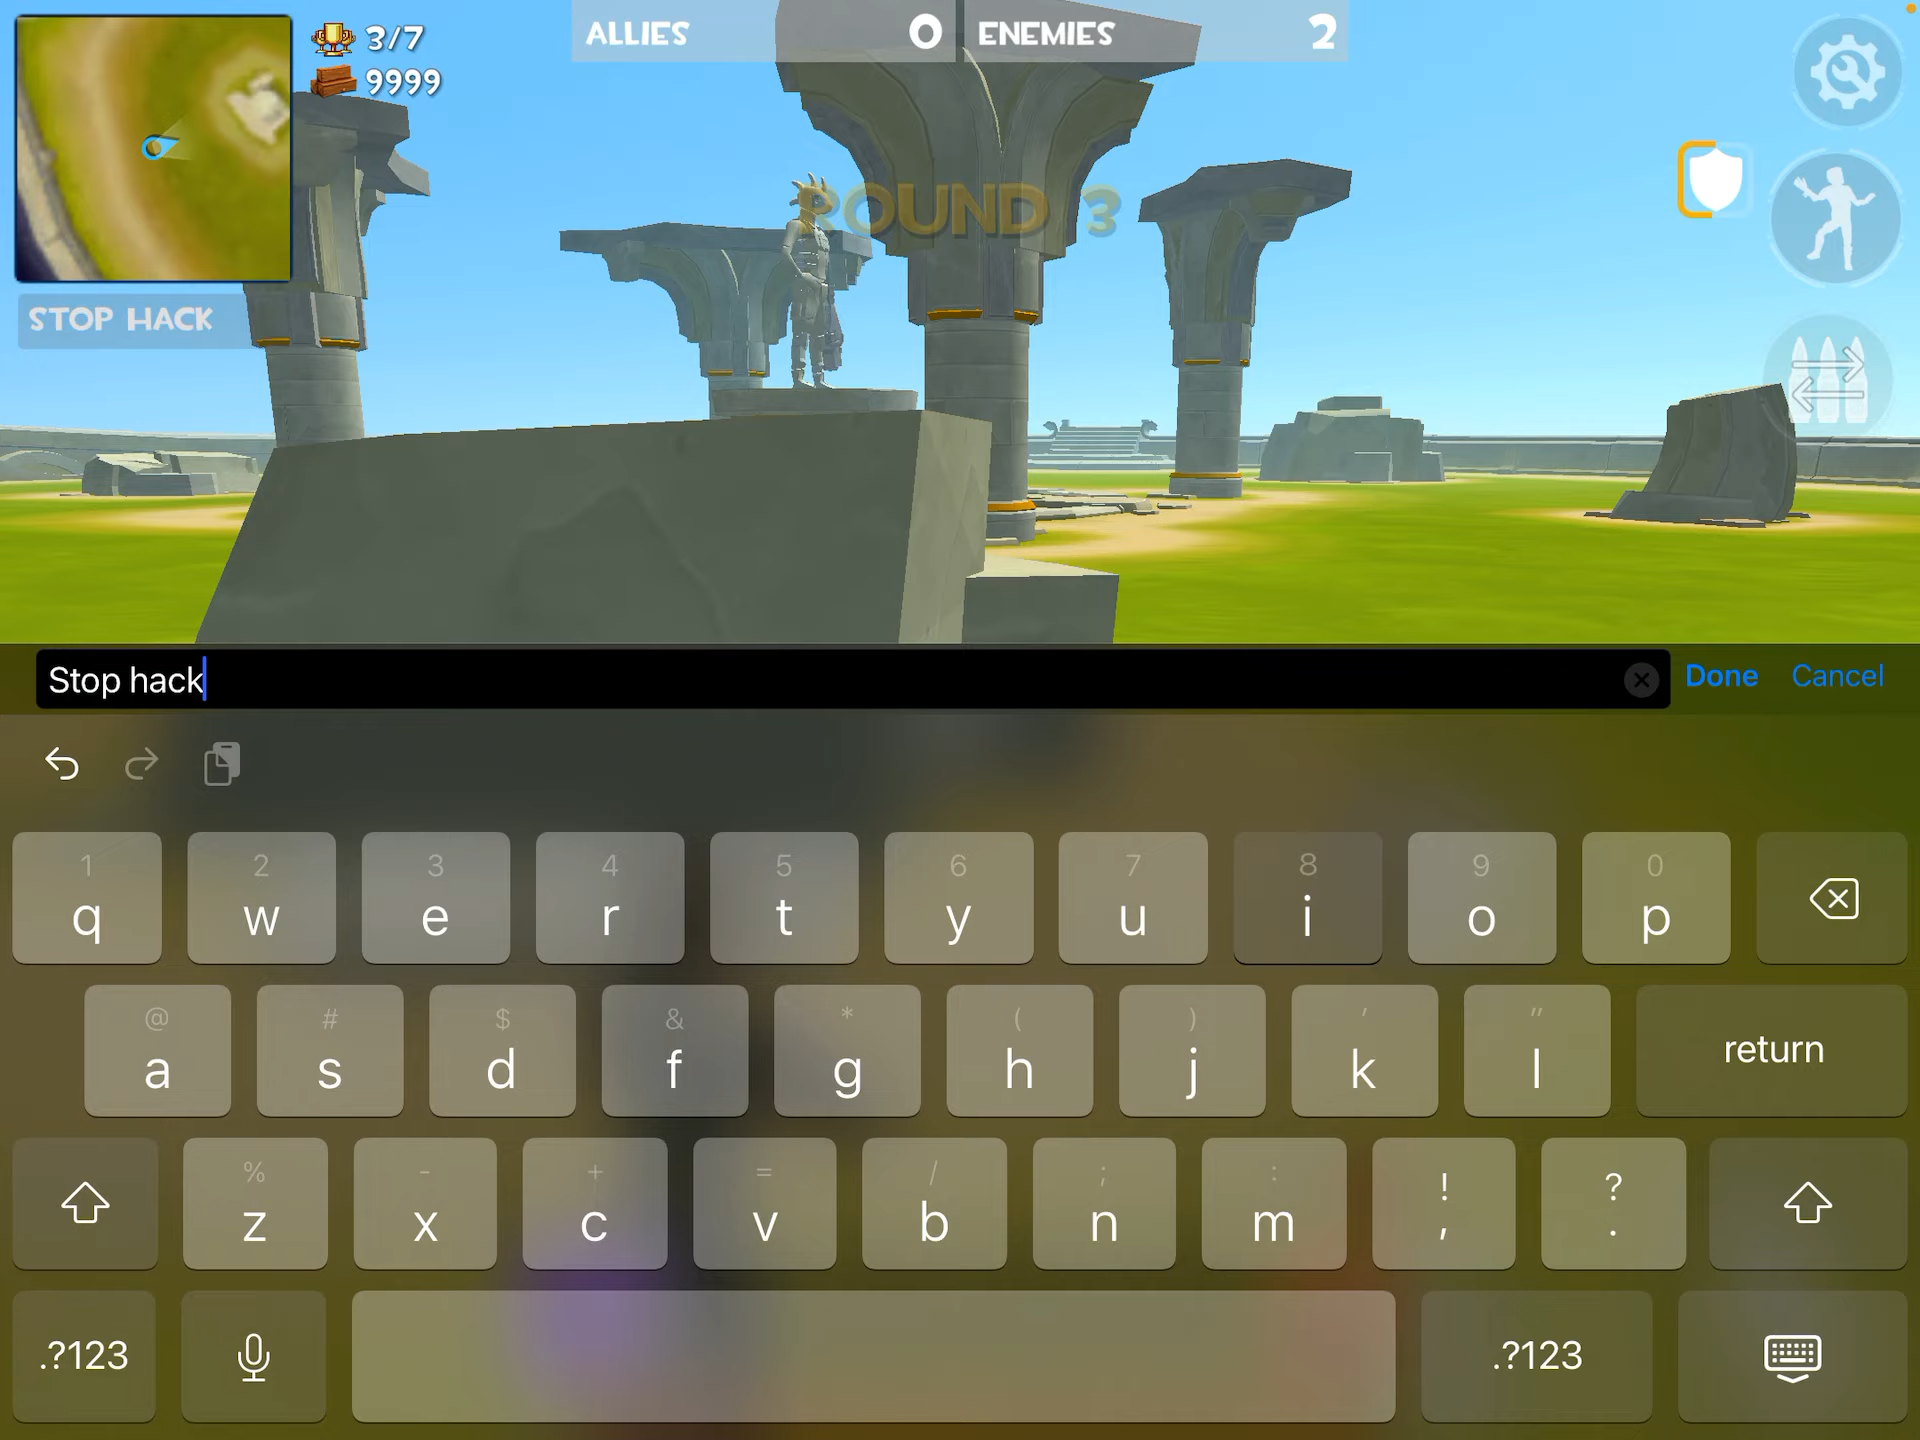 3/7
9999
ALLIES 0 ENEMIES 2
ROUND 3
STOP HACK
Stop hack
Done Cancel
1 2 3 4 5 6 7 8 9 0
q w e r t y u i o p
@ # $ & * ( ) ' "
a s d f g h j k l return
% - + = / ; : ! ?
z x c v b n m , .
.?123 .?123